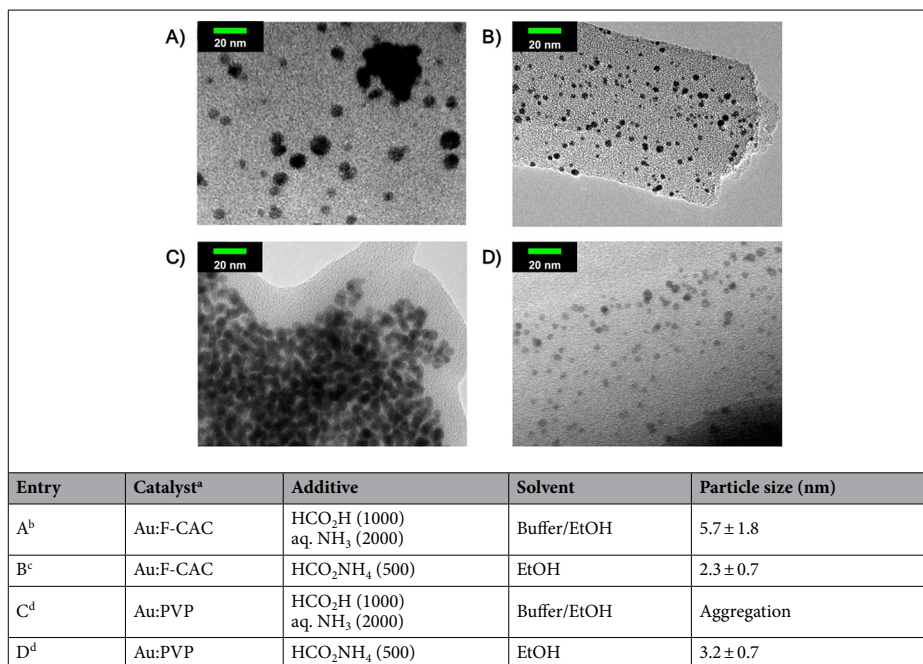 A) 20 nm B) 20 nm
C) 20 nm D) 20 nm
Entry Catalystᵃ Additive Solvent Particle size (nm)
Aᵇ Au:F-CAC HCO₂H (1000) Buffer/EtOH 5.7 ± 1.8
aq. NH₃ (2000)
Bᶜ Au:F-CAC HCO₂NH₄ (500) EtOH 2.3 ± 0.7
Cᵈ Au:PVP HCO₂H (1000) Buffer/EtOH Aggregation
aq. NH₃ (2000)
Dᵈ Au:PVP HCO₂NH₄ (500) EtOH 3.2 ± 0.7